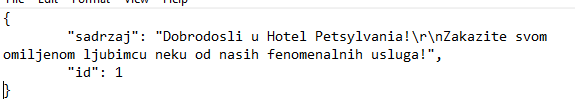 File Edit Format View Help
{
"sadrzaj": "Dobrodosli u Hotel Petsylvania!\r\nZakazite svom
omiljenom ljubimcu neku od nasih fenomenalnih usluga!",
"id": 1
}